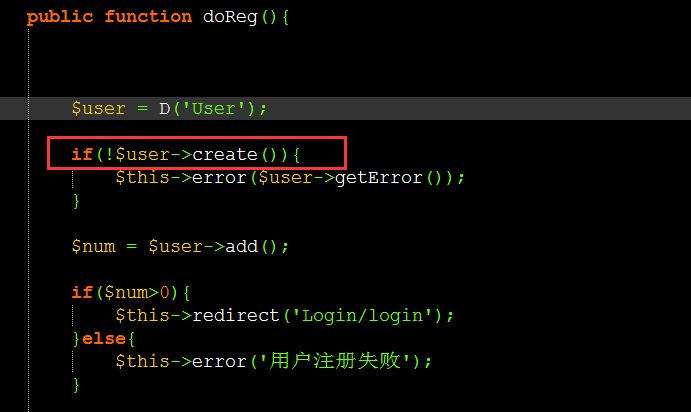 public function doReg(){
$user = D('User');
if(!$user->create()){
$this->error($user->getError());
}
$num = $user->add();
if($num>0){
$this->redirect('Login/login');
}else{
$this->error('用户注册失败');
}